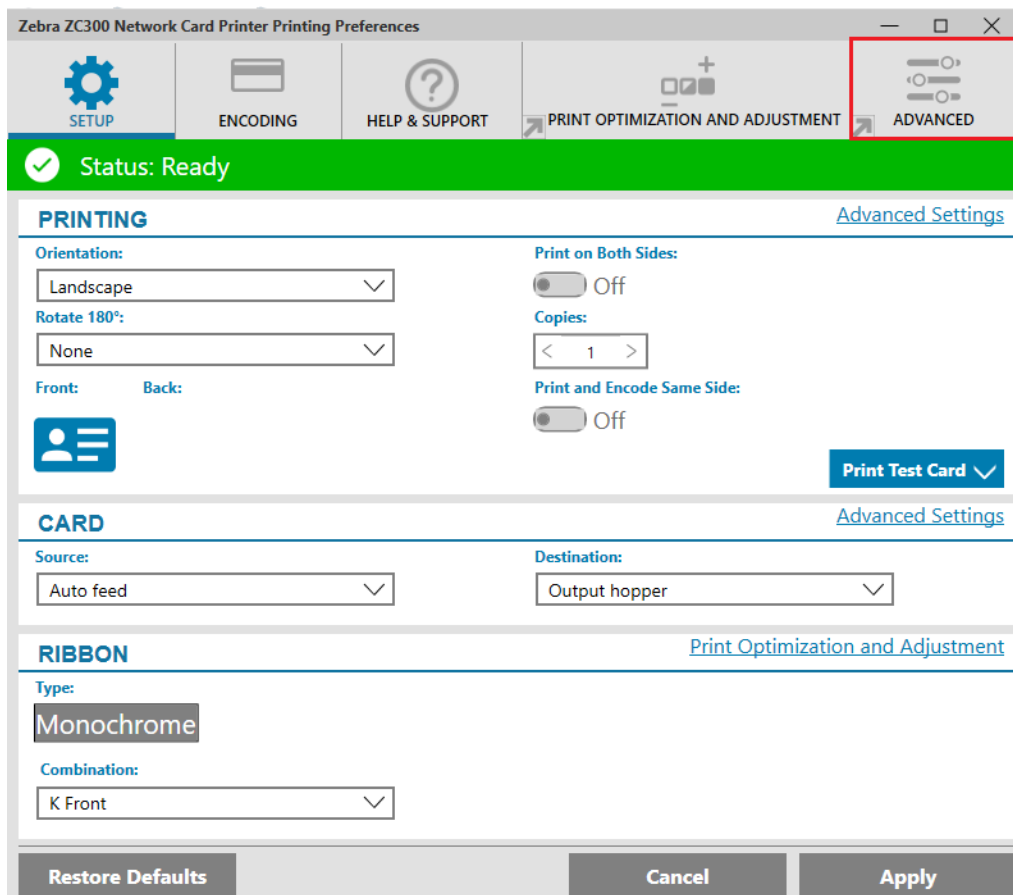 Zebra ZC300 Network Card Printer Printing Preferences
SETUP
ENCODING
HELP & SUPPORT
PRINT OPTIMIZATION AND ADJUSTMENT
ADVANCED
Status: Ready
PRINTING
Advanced Settings
Orientation:
Landscape
Rotate 180°:
None
Front: Back:
Print on Both Sides:
Off
Copies:
1
Print and Encode Same Side:
Off
Print Test Card
CARD
Advanced Settings
Source:
Auto feed
Destination:
Output hopper
RIBBON
Print Optimization and Adjustment
Type:
Monochrome
Combination:
K Front
Restore Defaults
Cancel
Apply